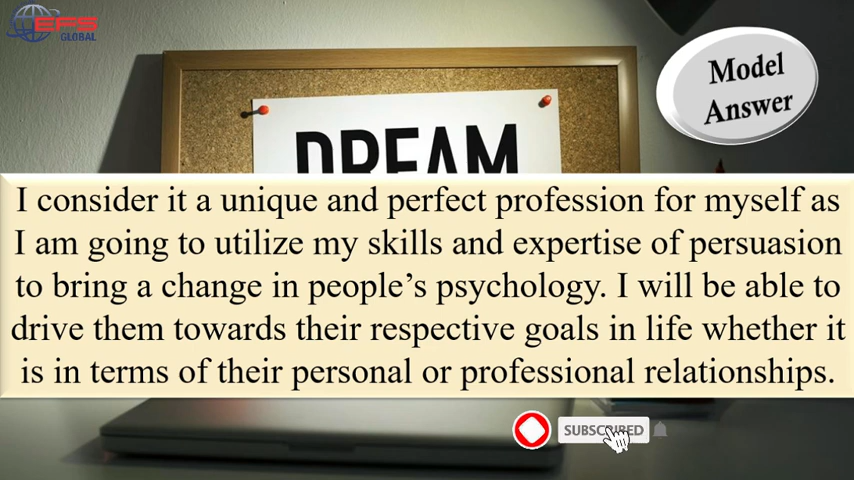 EFS
GLOBAL
Model
Answer
DREAM
I consider it a unique and perfect profession for myself as
I am going to utilize my skills and expertise of persuasion
to bring a change in people’s psychology. I will be able to
drive them towards their respective goals in life whether it
is in terms of their personal or professional relationships.
SUBSCRIBED